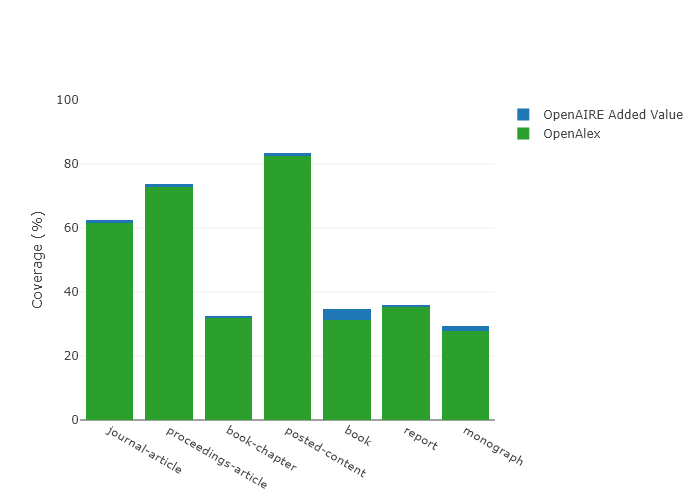 100
80
60
40
20
0
Coverage (%)
journal-article
proceedings-article
book-chapter
posted-content
book
report
monograph
OpenAIRE Added Value
OpenAlex